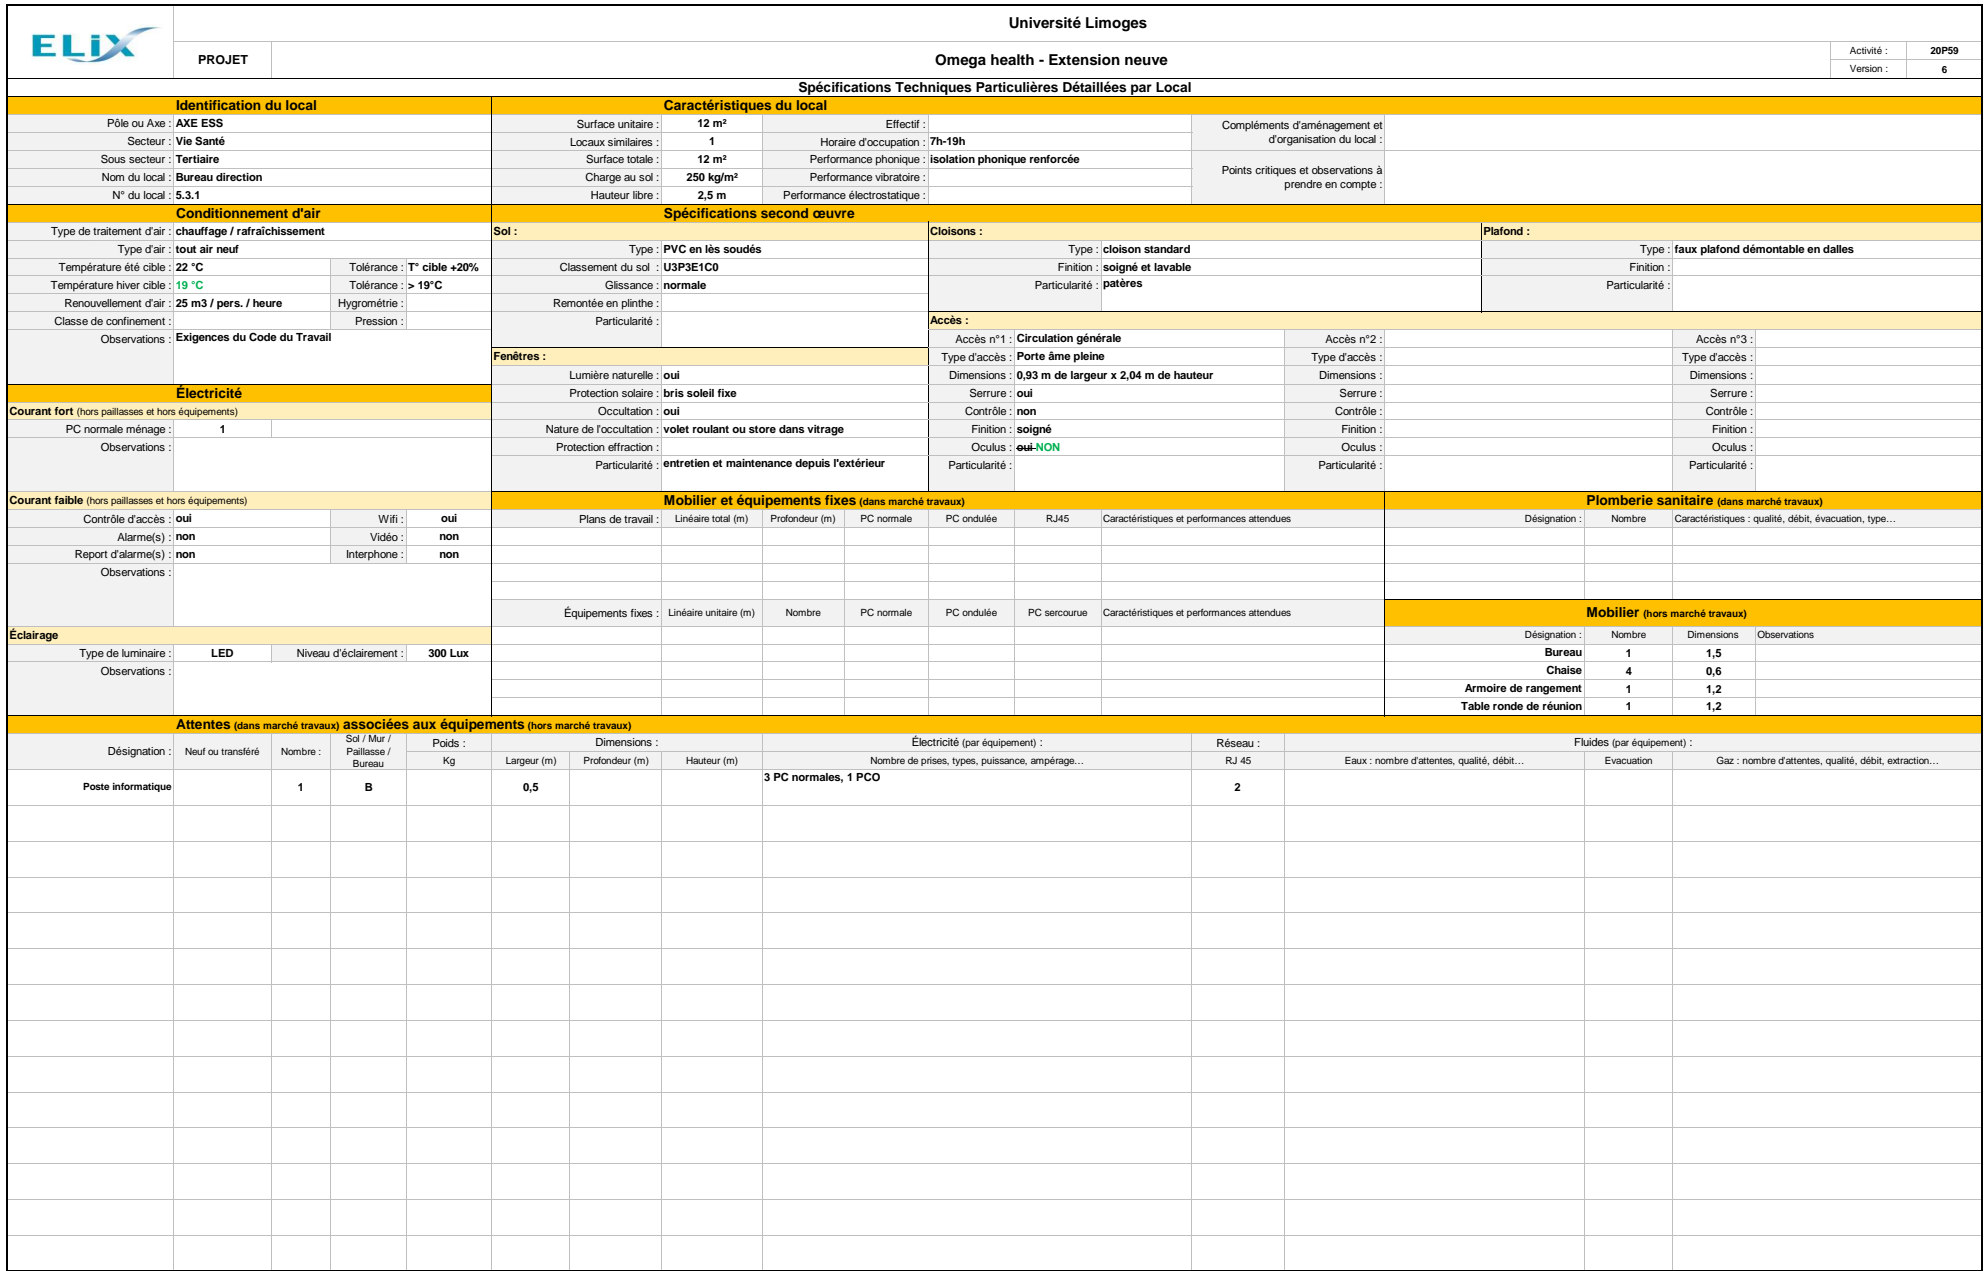 ELiX
Université Limoges
PROJET
Omega health - Extension neuve
Activité : 20P59
Version : 6
Spécifications Techniques Particulières Détaillées par Local
Identification du local
Pôle ou Axe : AXE ESS
Secteur : Vie Santé
Sous secteur : Tertiaire
Nom du local : Bureau direction
N° du local : 5.3.1
Caractéristiques du local
Surface unitaire : 12 m² Effectif :
Locaux similaires : 1 Horaire d'occupation : 7h-19h
Surface totale : 12 m² Performance phonique : isolation phonique renforcée
Charge au sol : 250 kg/m² Performance vibratoire :
Hauteur libre : 2,5 m Performance électrostatique :
Compléments d'aménagement et
d'organisation du local :
Points critiques et observations à
prendre en compte :
Conditionnement d'air
Type de traitement d'air : chauffage / rafraîchissement
Type d'air : tout air neuf
Température été cible : 22 °C Tolérance : T° cible +20%
Température hiver cible : 19 °C Tolérance : > 19°C
Renouvellement d'air : 25 m3 / pers. / heure Hygrométrie :
Classe de confinement : Pression :
Observations : Exigences du Code du Travail
Spécifications second œuvre
Sol :
Type : PVC en lès soudés
Classement du sol : U3P3E1C0
Glissance : normale
Remontée en plinthe :
Particularité :
Cloisons :
Type : cloison standard
Finition : soigné et lavable
Particularité : patères
Plafond :
Type : faux plafond démontable en dalles
Finition :
Particularité :
Fenêtres :
Lumière naturelle : oui
Protection solaire : bris soleil fixe
Occultation : oui
Nature de l'occultation : volet roulant ou store dans vitrage
Protection effraction :
Particularité : entretien et maintenance depuis l'extérieur
Accès :
Accès n°1 : Circulation générale Accès n°2 : Accès n°3 :
Type d'accès : Porte âme pleine Type d'accès : Type d'accès :
Dimensions : 0,93 m de largeur x 2,04 m de hauteur Dimensions : Dimensions :
Serrure : oui Serrure : Serrure :
Contrôle : non Contrôle : Contrôle :
Finition : soigné Finition : Finition :
Oculus : oui NON Oculus : Oculus :
Particularité : Particularité : Particularité :
Électricité
Courant fort (hors paillasses et hors équipements)
PC normale ménage : 1
Observations :
Courant faible (hors paillasses et hors équipements)
Contrôle d'accès : oui Wifi : oui
Alarme(s) : non Vidéo : non
Report d'alarme(s) : non Interphone : non
Observations :
Éclairage
Type de luminaire : LED Niveau d'éclairement : 300 Lux
Observations :
Mobilier et équipements fixes (dans marché travaux)
Plans de travail : Linéaire total (m) Profondeur (m) PC normale PC ondulée RJ45 Caractéristiques et performances attendues
Équipements fixes : Linéaire unitaire (m) Nombre PC normale PC ondulée PC sercourue Caractéristiques et performances attendues
Plomberie sanitaire (dans marché travaux)
Désignation : Nombre Caractéristiques : qualité, débit, évacuation, type…
Mobilier (hors marché travaux)
Désignation : Nombre Dimensions Observations
Bureau 1 1,5
Chaise 4 0,6
Armoire de rangement 1 1,2
Table ronde de réunion 1 1,2
Attentes (dans marché travaux) associées aux équipements (hors marché travaux)
Désignation : Neuf ou transféré Nombre :
Sol / Mur /
Paillasse /
Bureau
Poids : Dimensions : Électricité (par équipement) : Réseau : Fluides (par équipement) :
Kg Largeur (m) Profondeur (m) Hauteur (m) Nombre de prises, types, puissance, ampérage… RJ 45 Eaux : nombre d'attentes, qualité, débit… Evacuation Gaz : nombre d'attentes, qualité, débit, extraction…
Poste informatique 1 B 0,5 3 PC normales, 1 PCO 2